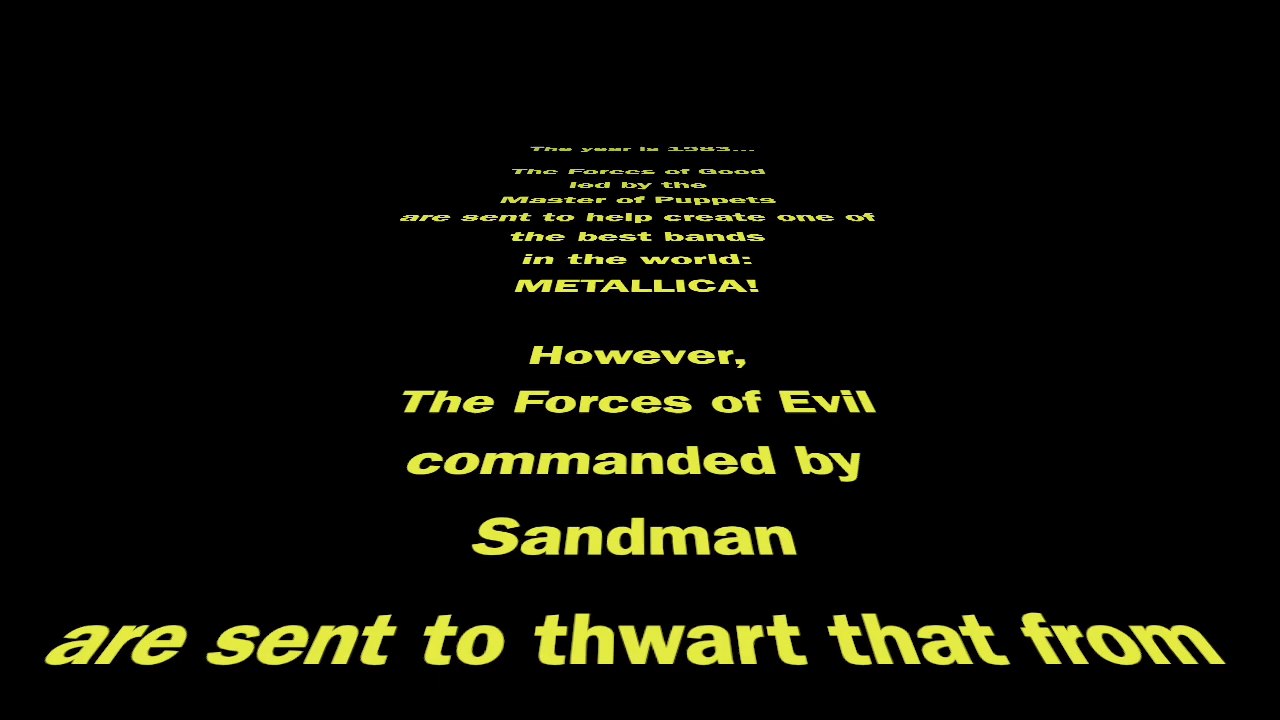 The year is 1983...
The Forces of Good
led by the
Master of Puppets
are sent to help create one of
the best bands
in the world:
METALLICA!
However,
The Forces of Evil
commanded by
Sandman
are sent to thwart that from